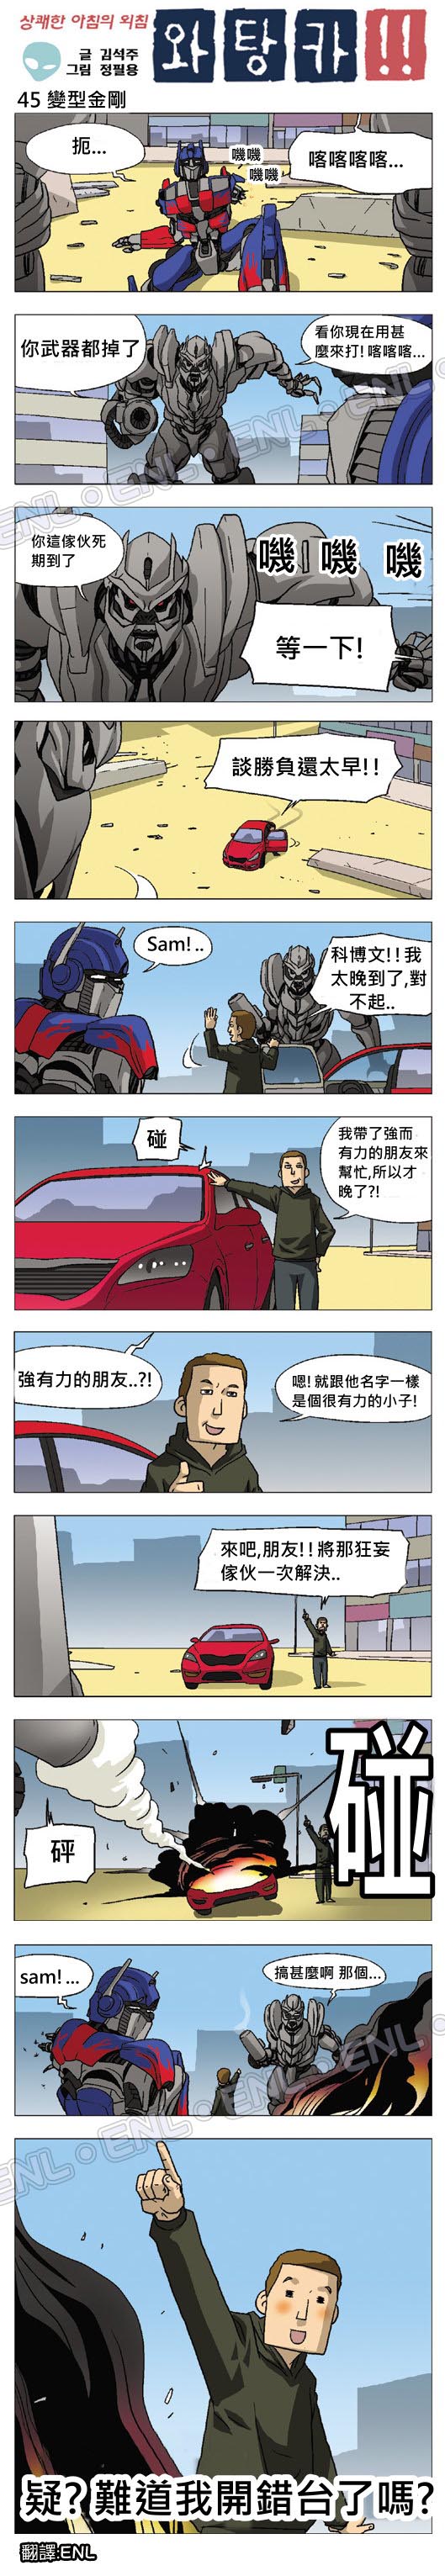 상쾌한 아침의 외침
와탕카!!
글 김석주
그림 정필용
45 變型金剛
扼...
嘰嘰
嘰嘰
喀喀喀喀...
你武器都掉了
看你現在用甚
麼來打! 喀喀喀...
ENL ENL ENL
你這傢伙死
期到了
嘰 嘰 嘰
等一下!
談勝負還太早!!
Sam!..
科博文!!我
太晚到了,對
不起..
碰
我帶了強而
有力的朋友來
幫忙,所以才
晚了?!
強有力的朋友..?!
嗯! 就跟他名字一樣
是個很有力的小子!
來吧,朋友!!將那狂妄
傢伙一次解決..
砰
碰
sam!...
搞甚麼啊 那個...
ENL ENL ENL
疑? 難道我開錯台了嗎?
翻譯:ENL